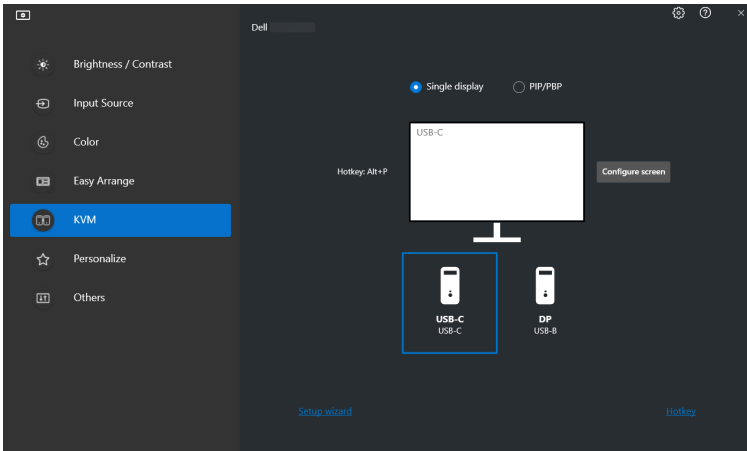 Dell
Brightness / Contrast
Input Source
Color
Easy Arrange
KVM
Personalize
Others
Single display
PIP/PBP
USB-C
Hotkey: Alt+P
Configure screen
USB-C
USB-C
DP
USB-B
Setup wizard
Hotkey